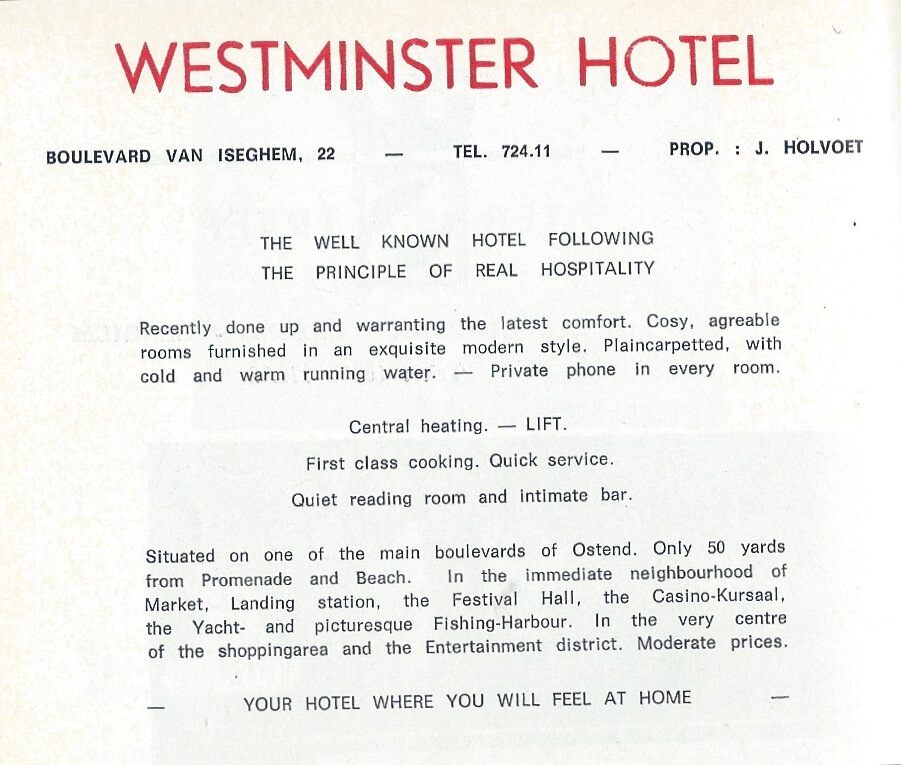 WESTMINSTER HOTEL
BOULEVARD VAN ISEGHEM, 22 — TEL. 724.11 — PROP. : J. HOLVOET
THE WELL KNOWN HOTEL FOLLOWING
THE PRINCIPLE OF REAL HOSPITALITY
Recently done up and warranting the latest comfort. Cosy, agreable
rooms furnished in an exquisite modern style. Plaincarpetted, with
cold and warm running water. — Private phone in every room.
Central heating. — LIFT.
First class cooking. Quick service.
Quiet reading room and intimate bar.
Situated on one of the main boulevards of Ostend. Only 50 yards
from Promenade and Beach. In the immediate neighbourhood of
Market, Landing station, the Festival Hall, the Casino-Kursaal,
the Yacht- and picturesque Fishing-Harbour. In the very centre
of the shoppingarea and the Entertainment district. Moderate prices.
— YOUR HOTEL WHERE YOU WILL FEEL AT HOME —